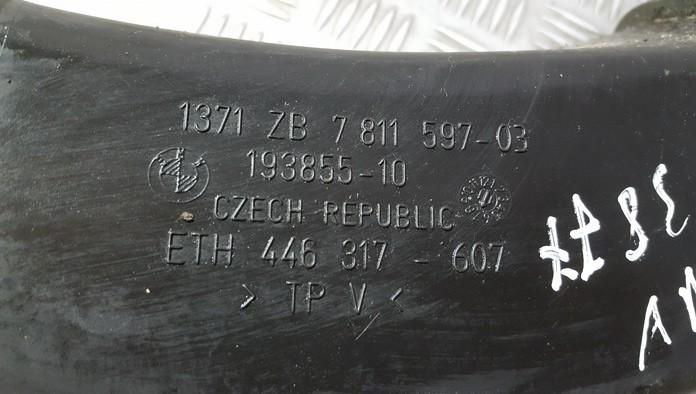 1371 ZB 7 811 597-03
193855-10
CZECH REPUBLIC
ETH 446 317 - 607
> TP V <